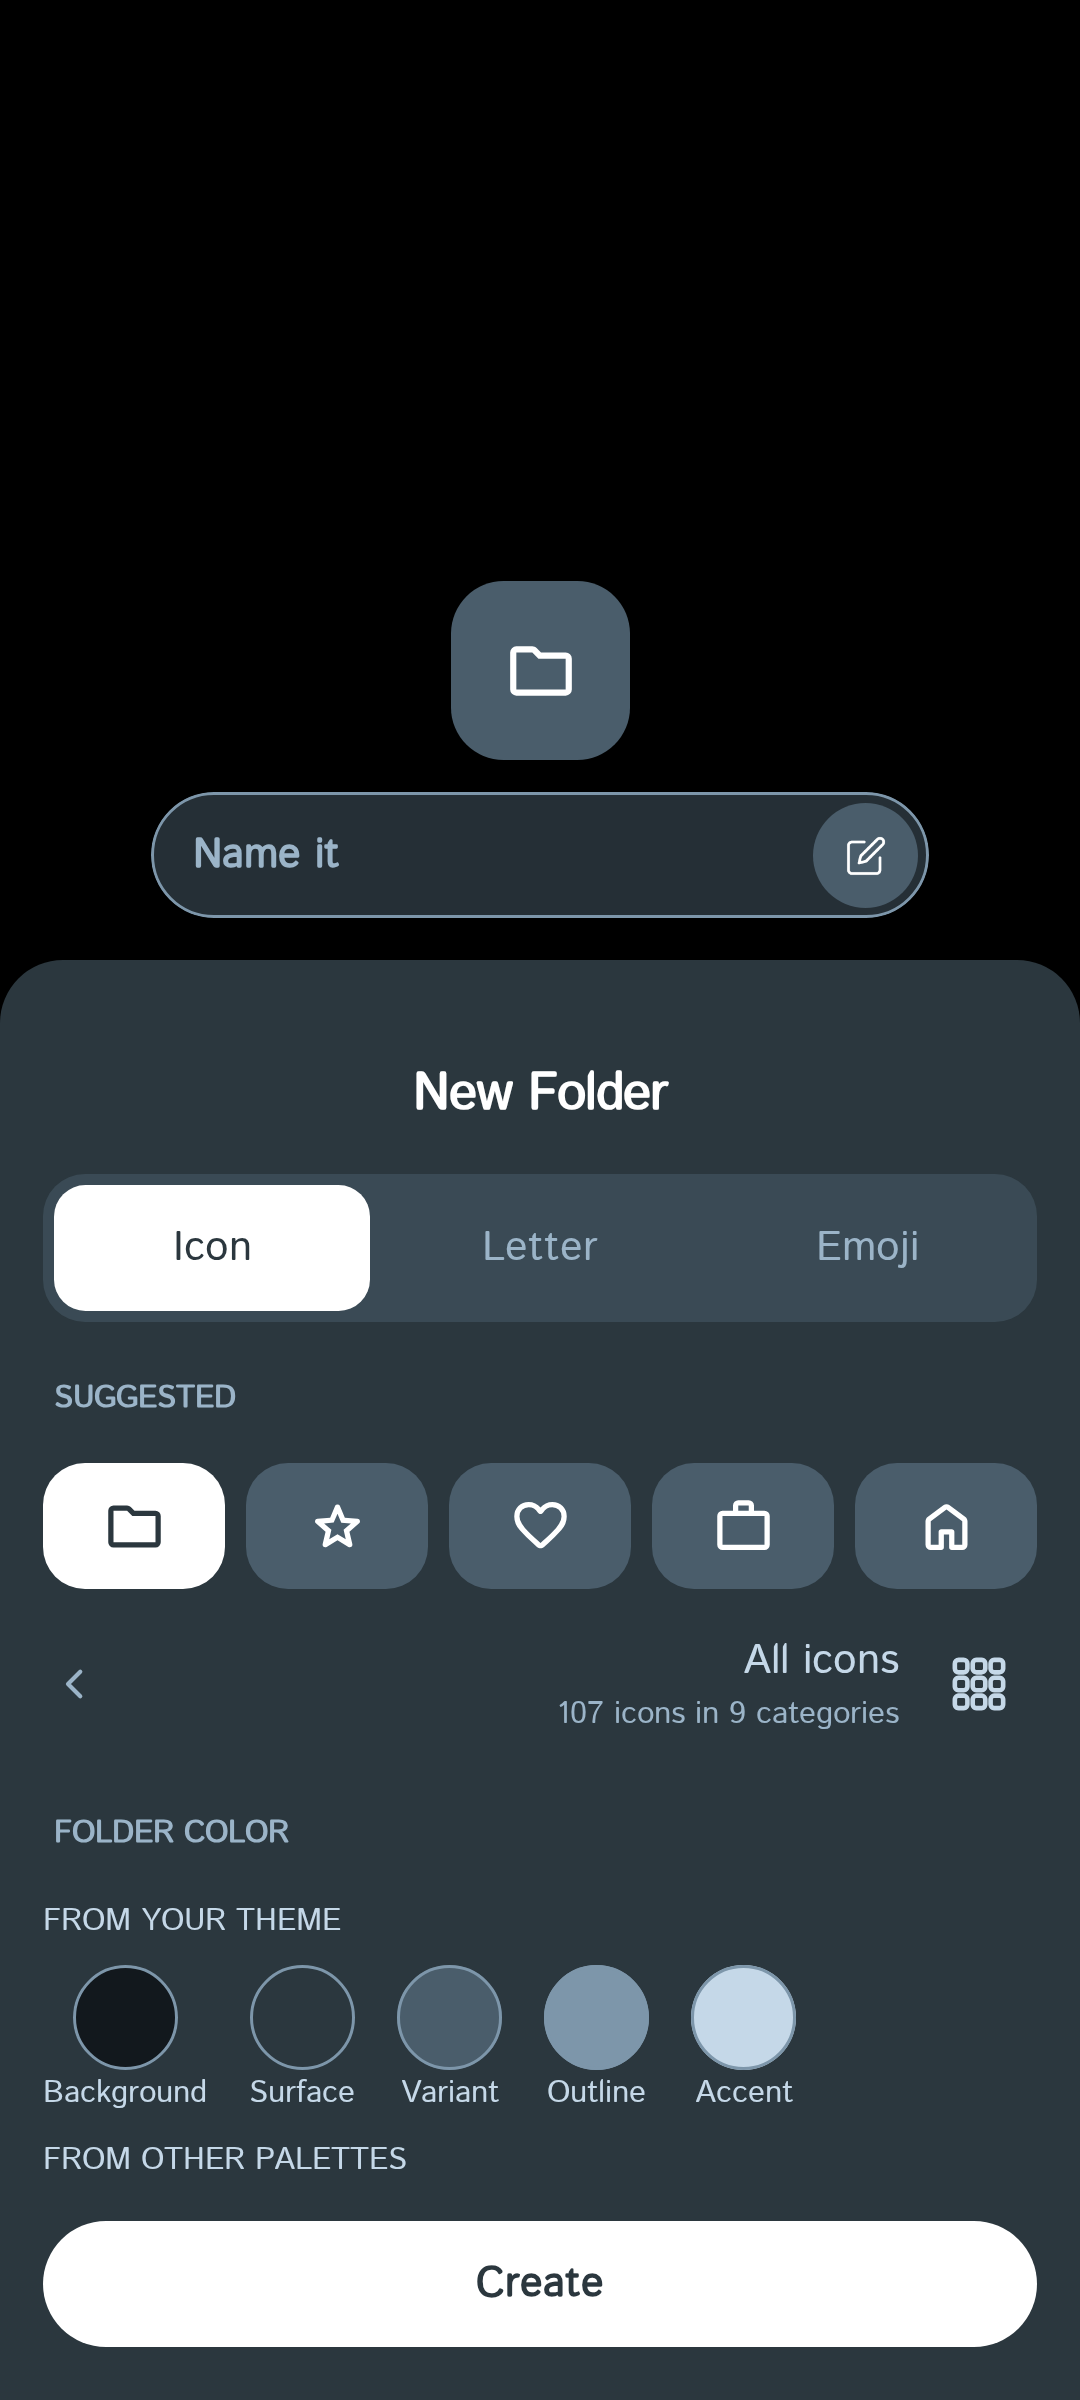 Name it
New Folder
Icon Letter Emoji
SUGGESTED
All icons
107 icons in 9 categories
FOLDER COLOR
FROM YOUR THEME
Background Surface Variant Outline Accent
FROM OTHER PALETTES
Create